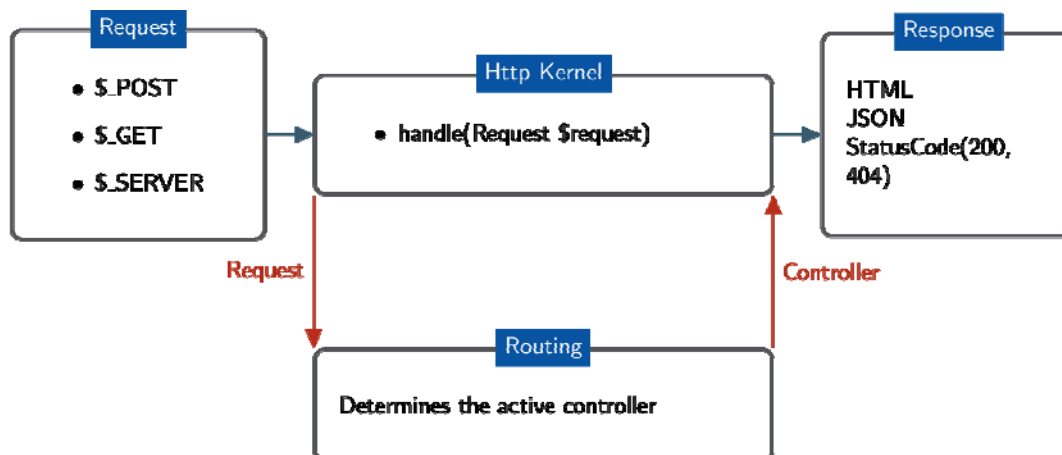 Request
• $_POST
• $_GET
• $_SERVER
Http Kernel
• handle(Request $request)
Response
HTML
JSON
StatusCode(200,
404)
Request
Controller
Routing
Determines the active controller